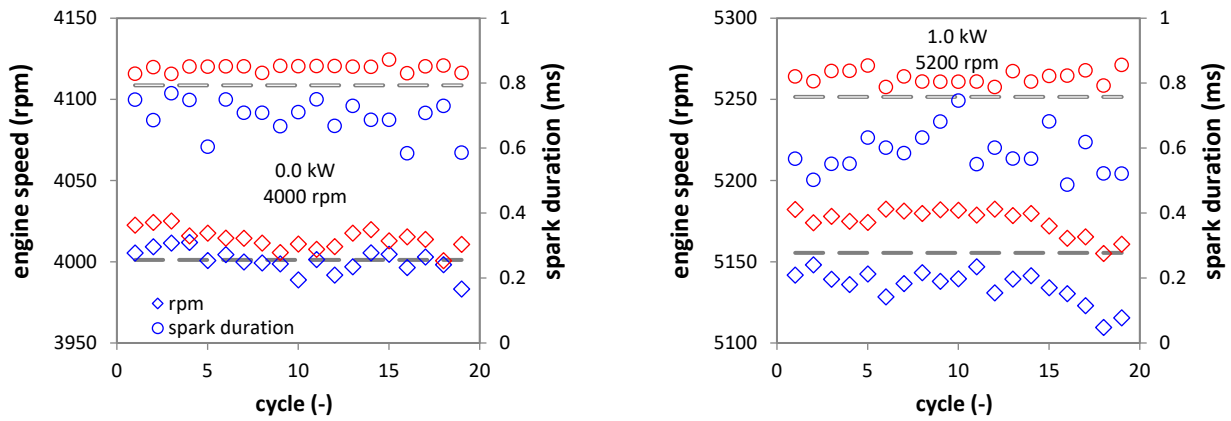 4150
4100
4050
4000
3950
engine speed (rpm)
0.0 kW
4000 rpm
rpm
spark duration
1
0.8
0.6
0.4
0.2
0
spark duration (ms)
0 5 10 15 20
cycle (-)
5300
5250
5200
5150
5100
engine speed (rpm)
1.0 kW
5200 rpm
1
0.8
0.6
0.4
0.2
0
spark duration (ms)
0 5 10 15 20
cycle (-)